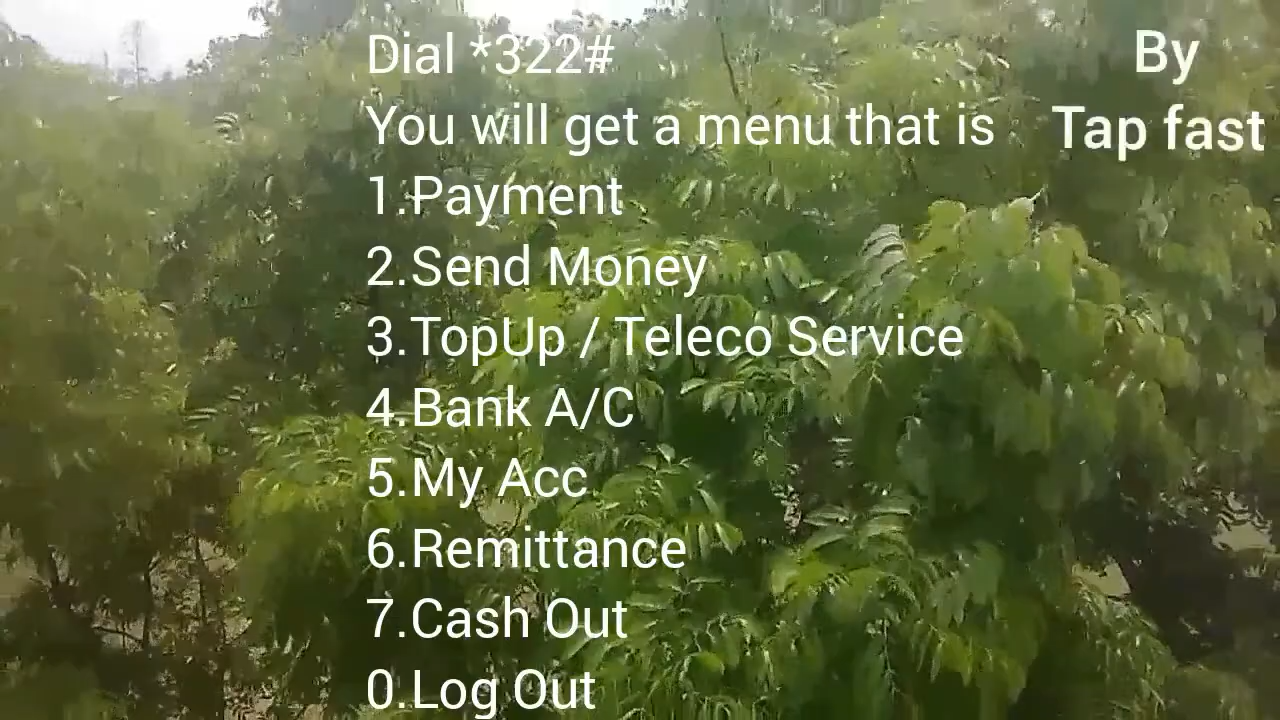 Dial *322#
You will get a menu that is
1.Payment
2.Send Money
3.TopUp / Teleco Service
4.Bank A/C
5.My Acc
6.Remittance
7.Cash Out
0.Log Out
By
Tap fast